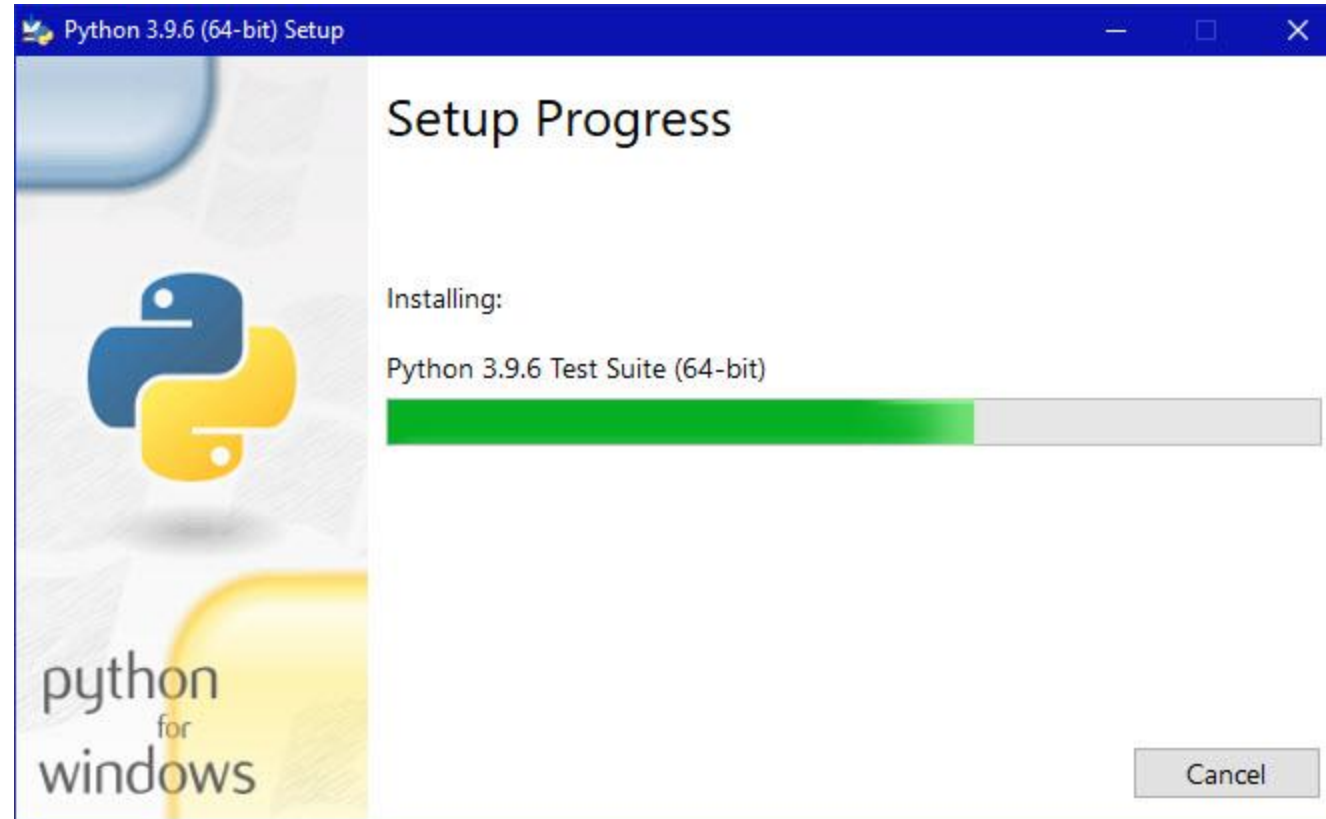 Python 3.9.6 (64-bit) Setup
Setup Progress
Installing:
Python 3.9.6 Test Suite (64-bit)
python
for
windows
Cancel